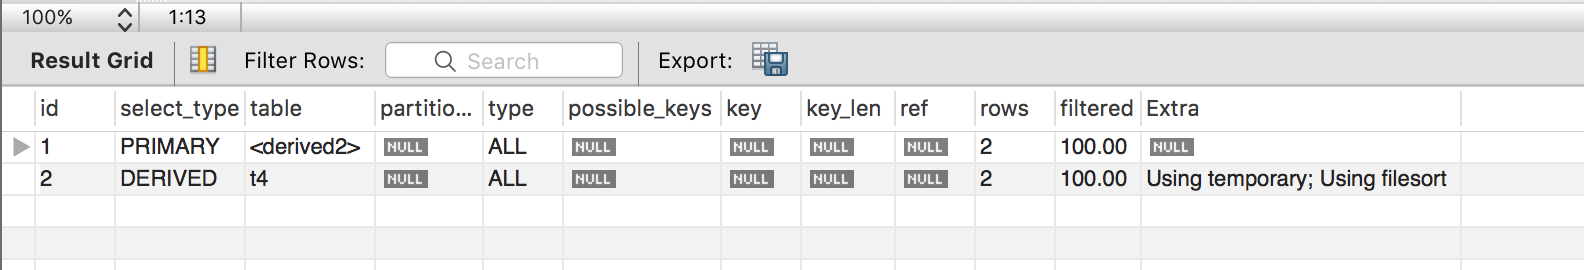 100% 1:13
Result Grid Filter Rows: Search Export:
id select_type table partitio... type possible_keys key key_len ref rows filtered Extra
1 PRIMARY <derived2> NULL ALL NULL NULL NULL NULL 2 100.00 NULL
2 DERIVED t4 NULL ALL NULL NULL NULL NULL 2 100.00 Using temporary; Using filesort